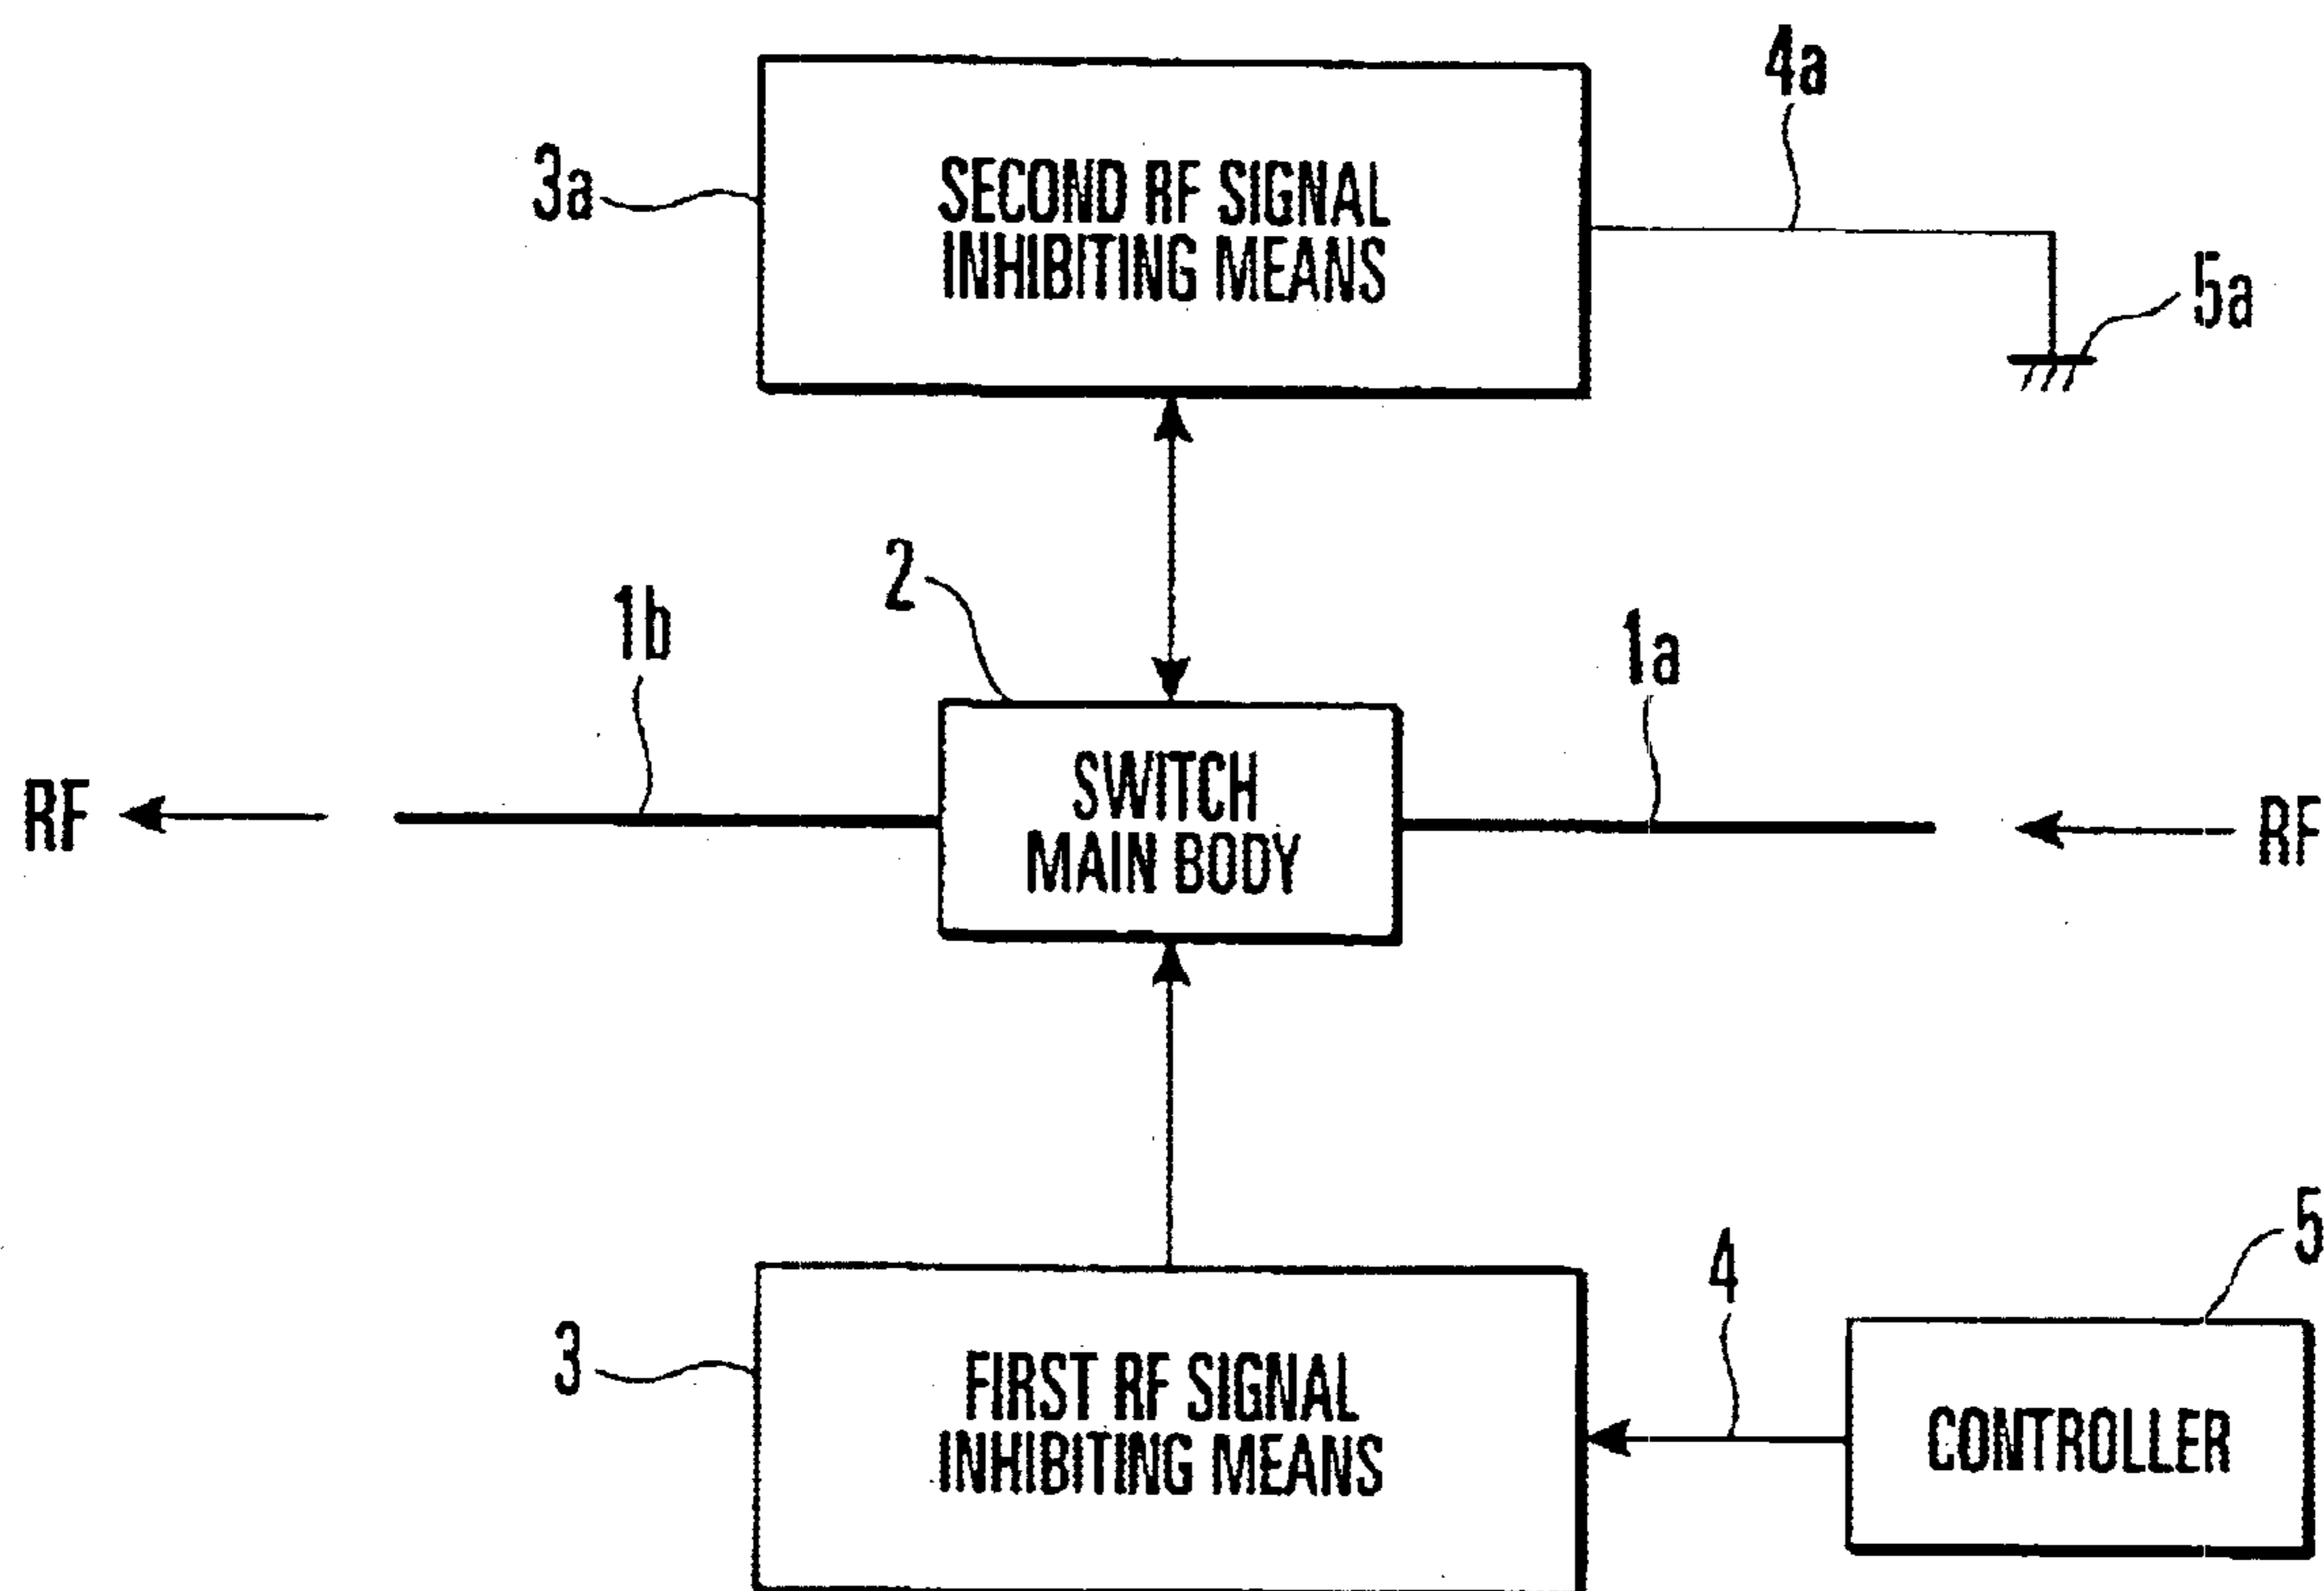 4a
3a
SECOND RF SIGNAL
INHIBITING MEANS
5a
2
1b
1a
SWITCH
MAIN BODY
RF
RF
5
4
3
FIRST RF SIGNAL
INHIBITING MEANS
CONTROLLER